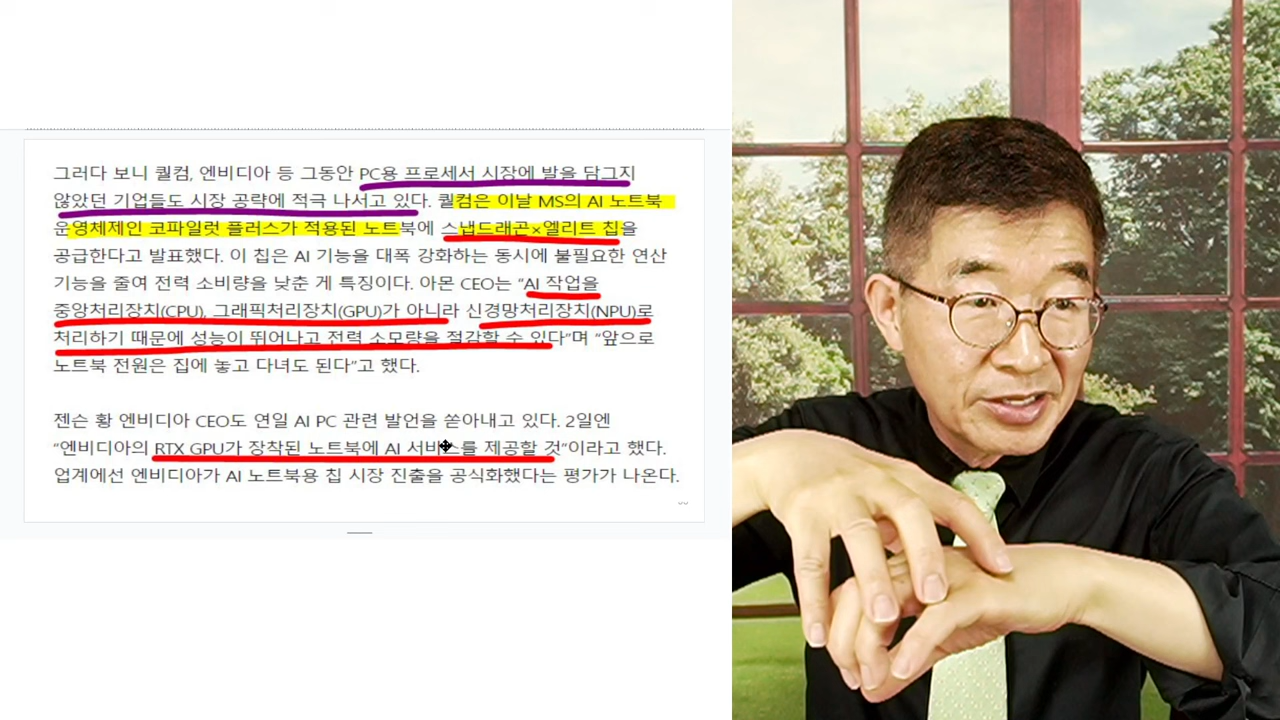 그러다 보니 퀄컴, 엔비디아 등 그동안 PC용 프로세서 시장에 발을 담그지
않았던 기업들도 시장 공략에 적극 나서고 있다. 퀄컴은 이날 MS의 AI 노트북
운영체제인 코파일럿 플러스가 적용된 노트북에 스냅드래곤×엘리트 칩을
공급한다고 발표했다. 이 칩은 AI 기능을 대폭 강화하는 동시에 불필요한 연산
기능을 줄여 전력 소비량을 낮춘 게 특징이다. 아몬 CEO는 “AI 작업을
중앙처리장치(CPU), 그래픽처리장치(GPU)가 아니라 신경망처리장치(NPU)로
처리하기 때문에 성능이 뛰어나고 전력 소모량을 절감할 수 있다”며 “앞으로
노트북 전원은 집에 놓고 다녀도 된다”고 했다.
젠슨 황 엔비디아 CEO도 연일 AI PC 관련 발언을 쏟아내고 있다. 2일엔
“엔비디아의 RTX GPU가 장착된 노트북에 AI 서비스를 제공할 것”이라고 했다.
업계에선 엔비디아가 AI 노트북용 칩 시장 진출을 공식화했다는 평가가 나온다.